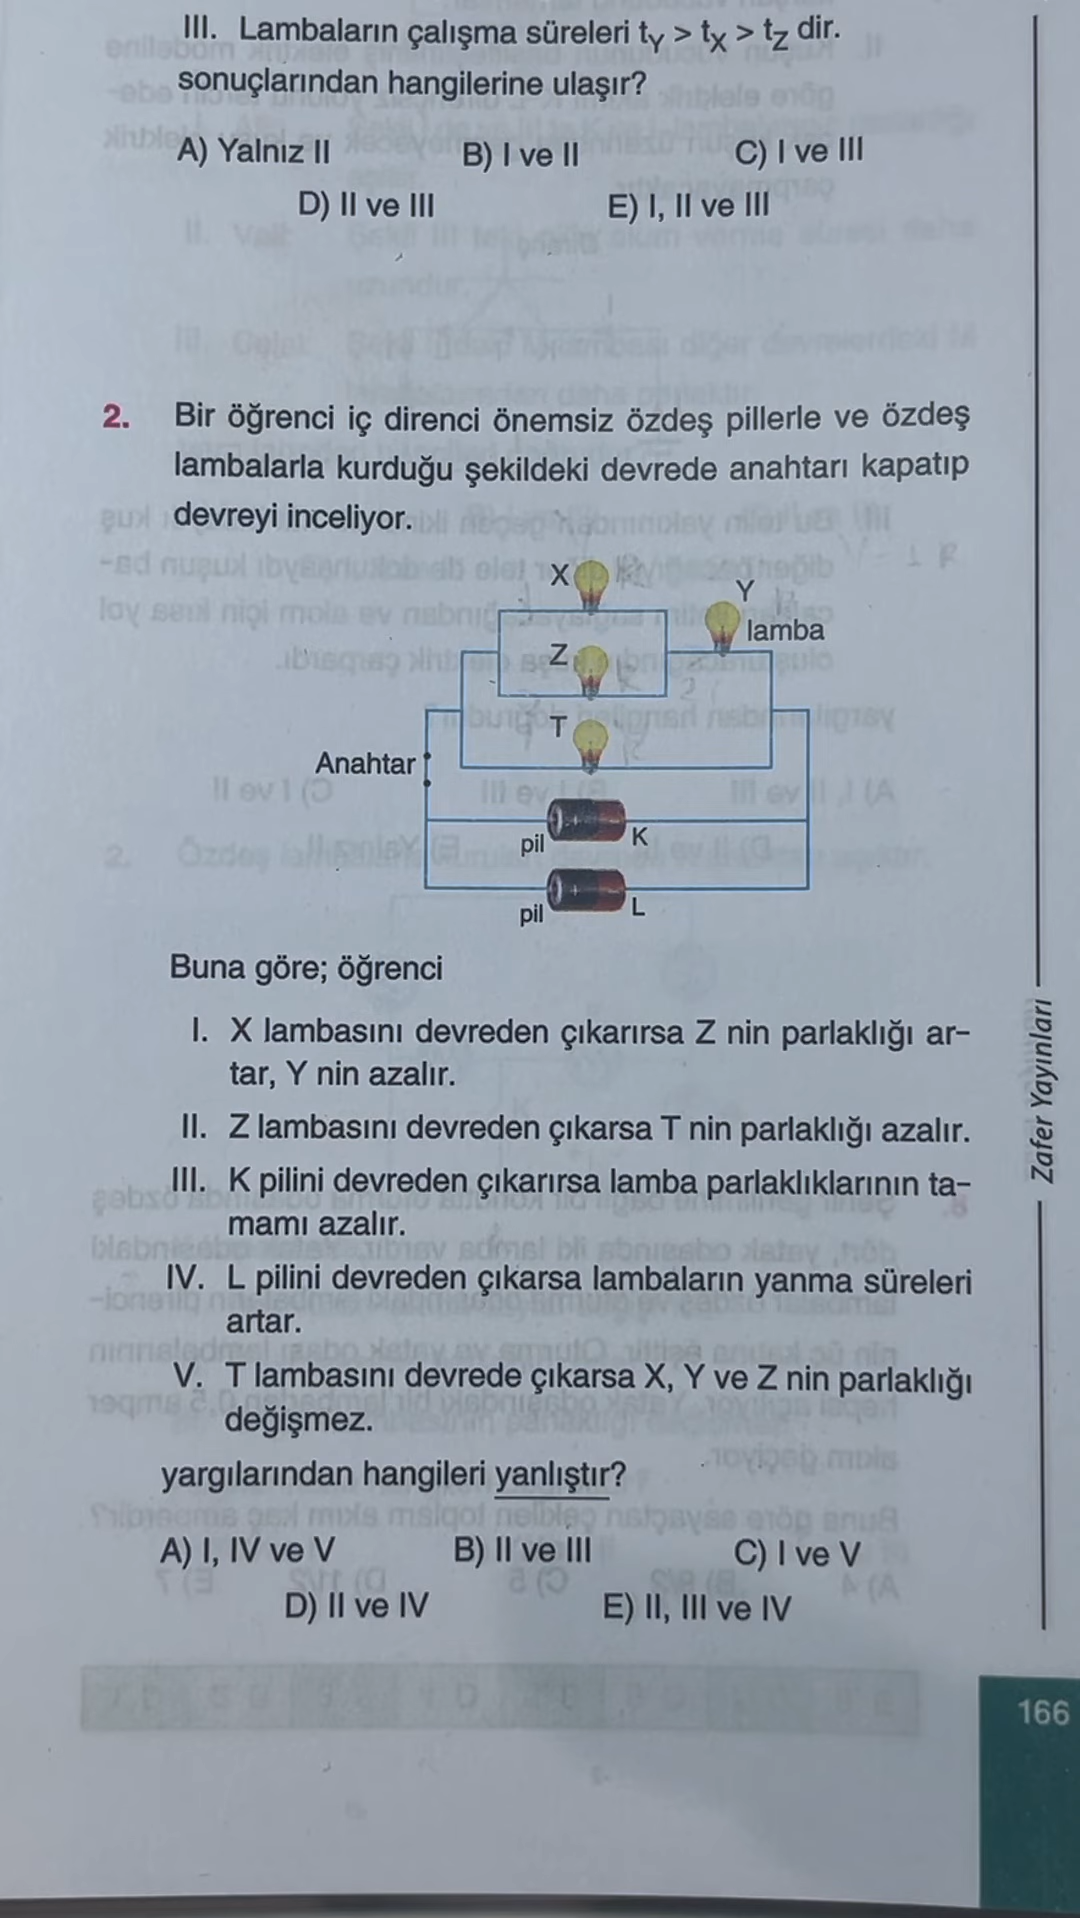 III. Lambaların çalışma süreleri tY > tX > tZ dir.
sonuçlarından hangilerine ulaşır?
A) Yalnız II B) I ve II C) I ve III
D) II ve III E) I, II ve III
2. Bir öğrenci iç direnci önemsiz özdeş pillerle ve özdeş
lambalarla kurduğu şekildeki devrede anahtarı kapatıp
devreyi inceliyor.
X
Y
lamba
Z
T
Anahtar
pil K
pil L
Buna göre; öğrenci
I. X lambasını devreden çıkarırsa Z nin parlaklığı ar-
tar, Y nin azalır.
II. Z lambasını devreden çıkarsa T nin parlaklığı azalır.
III. K pilini devreden çıkarırsa lamba parlaklıklarının ta-
mamı azalır.
IV. L pilini devreden çıkarsa lambaların yanma süreleri
artar.
V. T lambasını devrede çıkarsa X, Y ve Z nin parlaklığı
değişmez.
yargılarından hangileri yanlıştır?
A) I, IV ve V B) II ve III C) I ve V
D) II ve IV E) II, III ve IV
Zafer Yayınları
166